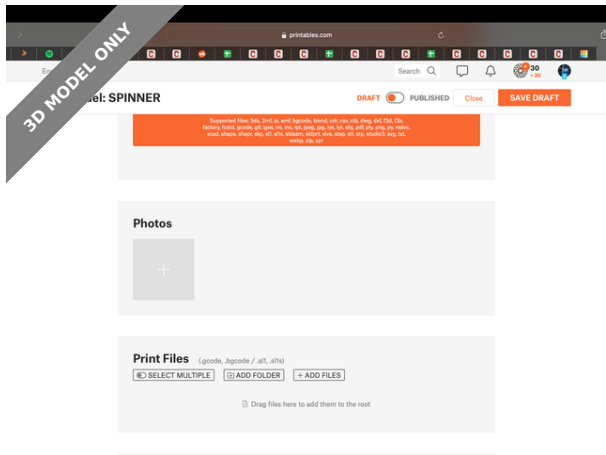 3D MODEL ONLY
printables.com
En
Search
30
+20
el: SPINNER
DRAFT
PUBLISHED
Close
SAVE DRAFT
Supported files: 3ds, 3mf, ai, amf, bgcode, blend, cdr, csv, ctb, dwg, dxf, f3d, f3z,
factory, fcstd, gcode, gif, iges, ini, ino, ipt, jpeg, jpg, lys, lyt, obj, pdf, ply, png, py, rsdoc,
scad, shape, shapr, skp, sl1, sl1s, sldasm, sldprt, slvs, step, stl, stp, studio3, svg, txt,
webp, zip, zpr
Photos
Print Files (.gcode, .bgcode / .sl1, .sl1s)
SELECT MULTIPLE
ADD FOLDER
+ ADD FILES
Drag files here to add them to the root